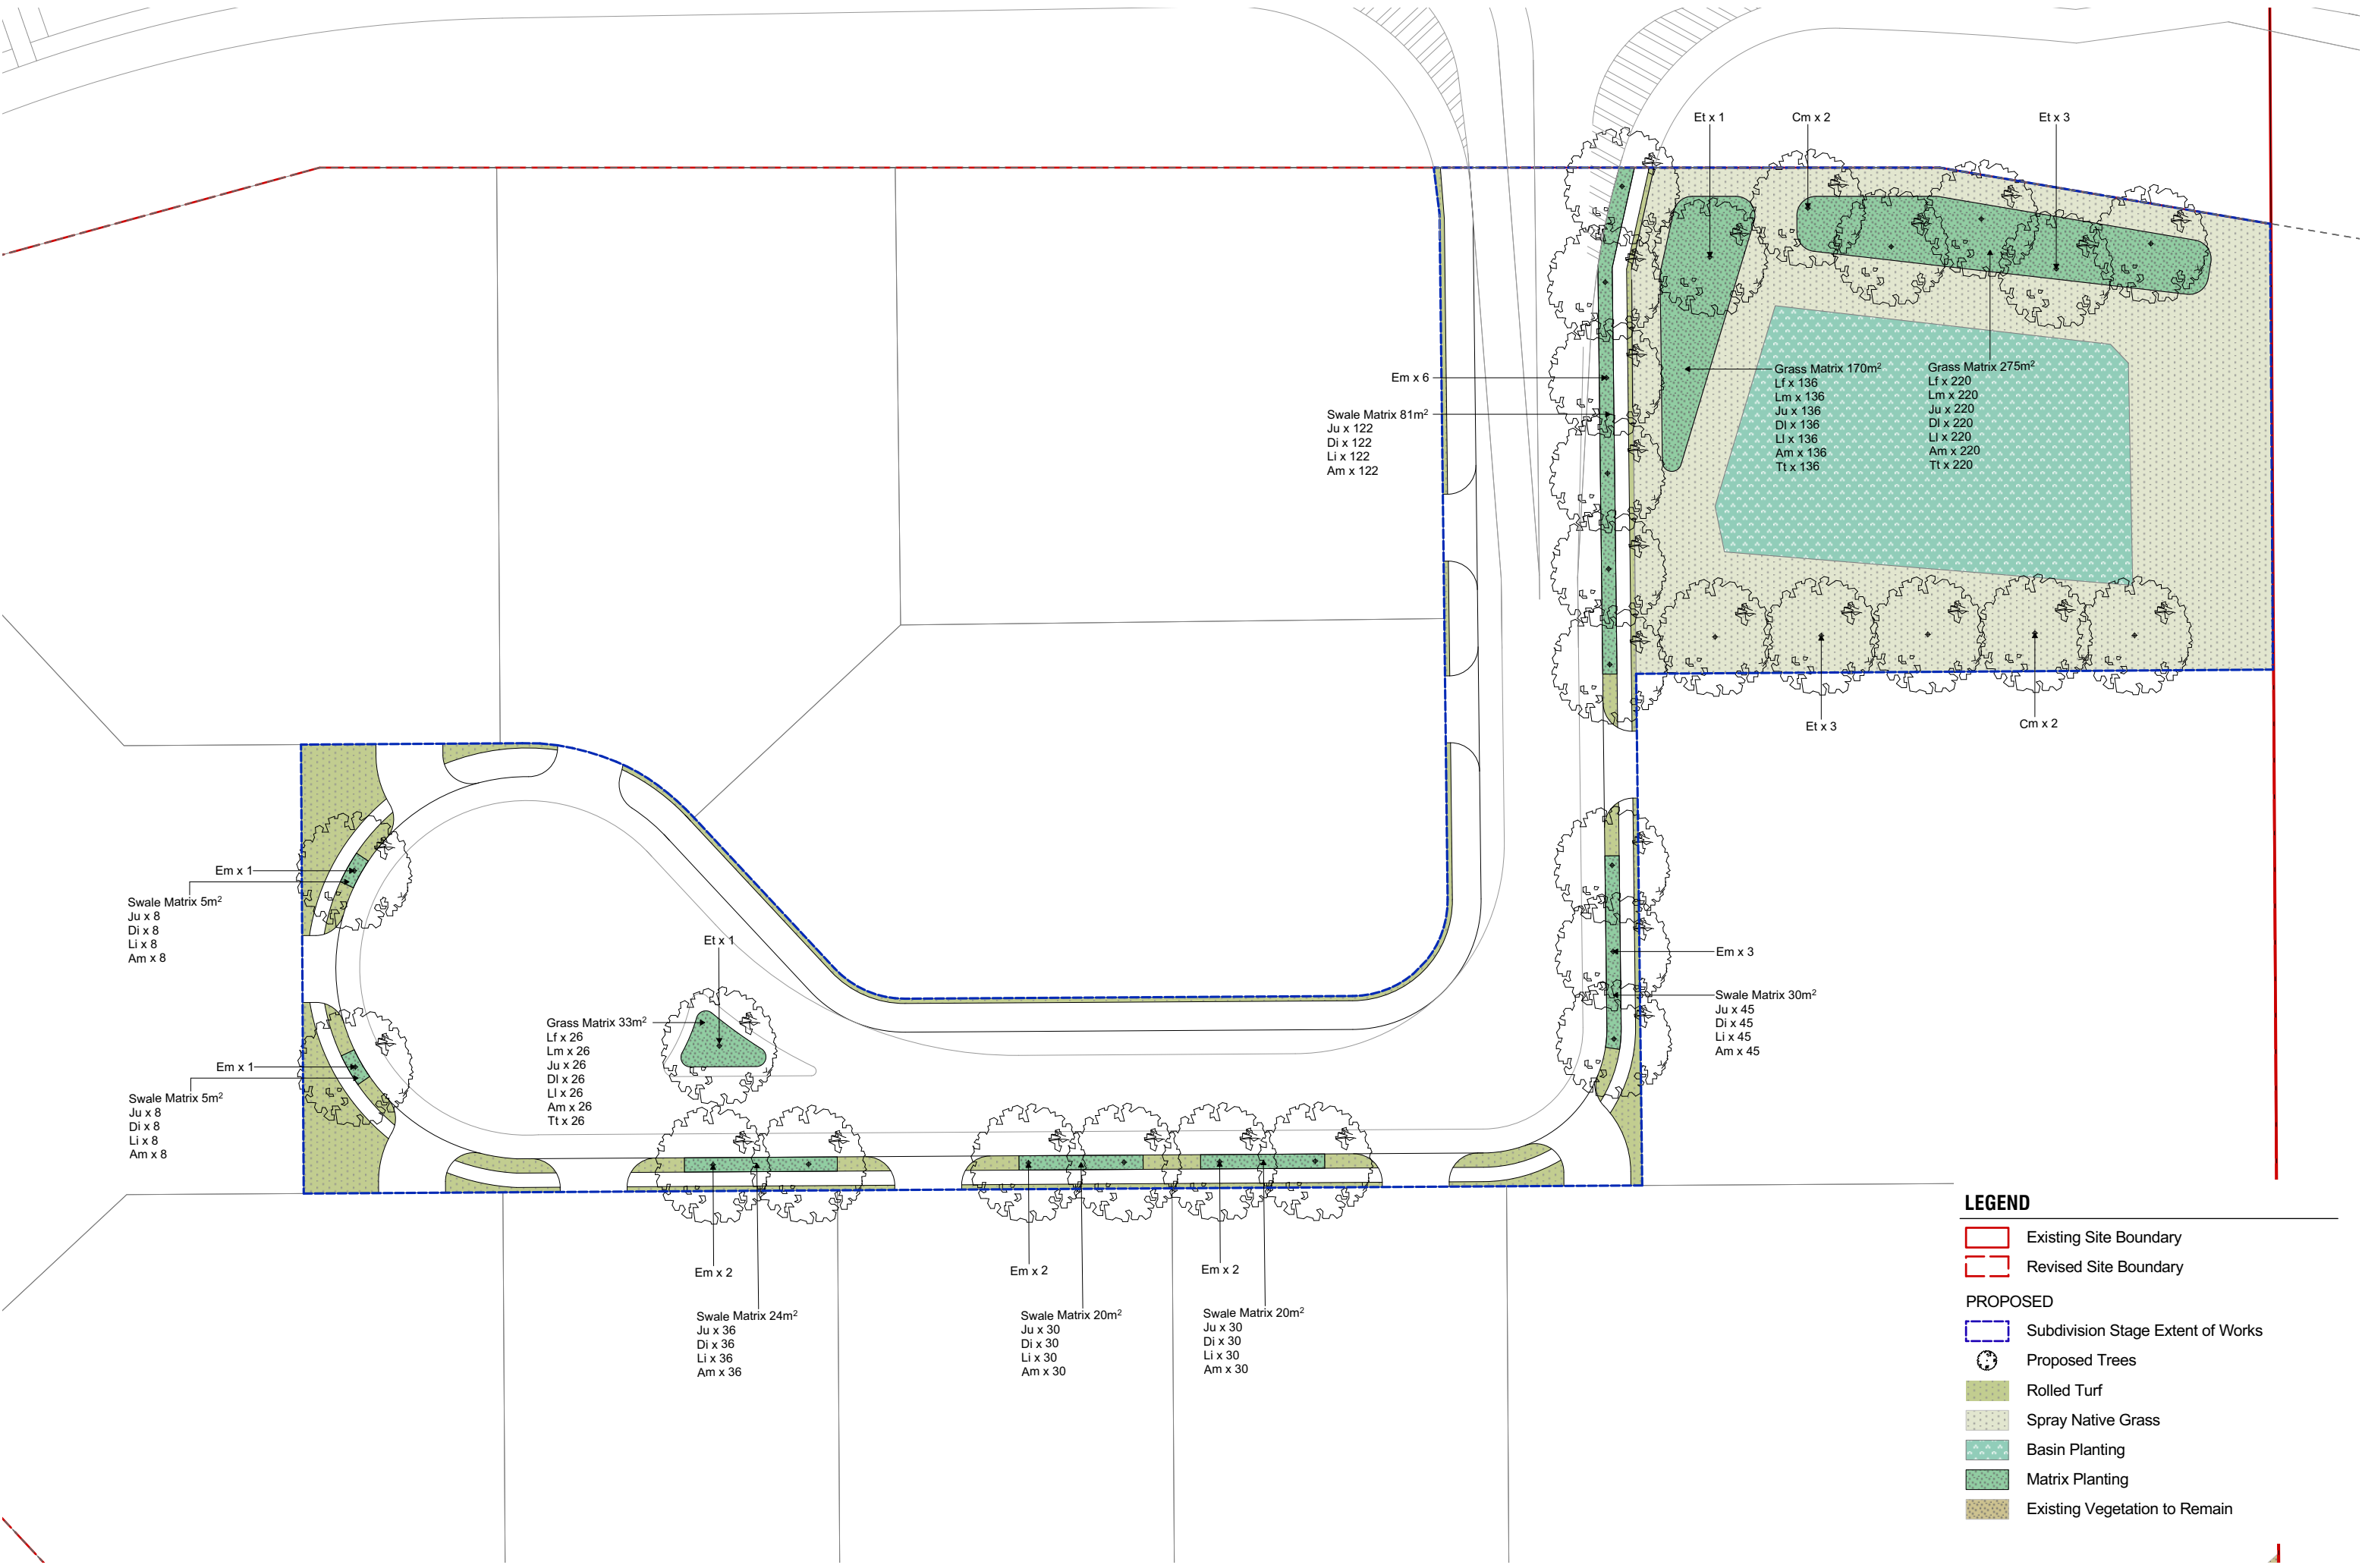 Et x 1
Cm x 2
Et x 3
Em x 6
Swale Matrix 81m²
Ju x 122
Di x 122
Li x 122
Am x 122
Grass Matrix 170m²
Lf x 136
Lm x 136
Ju x 136
Dl x 136
Ll x 136
Am x 136
Tt x 136
Grass Matrix 275m²
Lf x 220
Lm x 220
Ju x 220
Dl x 220
Ll x 220
Am x 220
Tt x 220
Et x 3
Cm x 2
Em x 1
Swale Matrix 5m²
Ju x 8
Di x 8
Li x 8
Am x 8
Et x 1
Em x 3
Swale Matrix 30m²
Ju x 45
Di x 45
Li x 45
Am x 45
Grass Matrix 33m²
Lf x 26
Lm x 26
Ju x 26
Dl x 26
Ll x 26
Am x 26
Tt x 26
Em x 1
Swale Matrix 5m²
Ju x 8
Di x 8
Li x 8
Am x 8
Em x 2
Swale Matrix 24m²
Ju x 36
Di x 36
Li x 36
Am x 36
Em x 2
Swale Matrix 20m²
Ju x 30
Di x 30
Li x 30
Am x 30
Em x 2
Swale Matrix 20m²
Ju x 30
Di x 30
Li x 30
Am x 30
LEGEND
Existing Site Boundary
Revised Site Boundary
PROPOSED
Subdivision Stage Extent of Works
Proposed Trees
Rolled Turf
Spray Native Grass
Basin Planting
Matrix Planting
Existing Vegetation to Remain